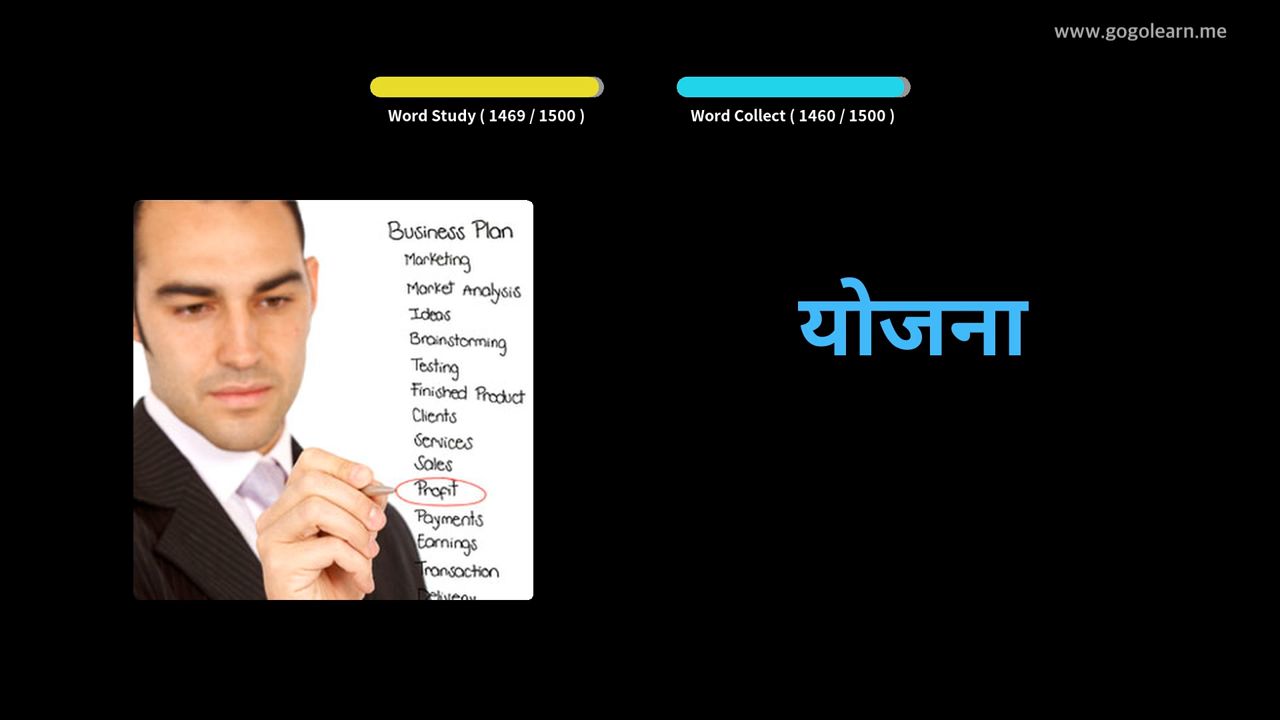 www.gogolearn.me
Word Study ( 1469 / 1500 )
Word Collect ( 1460 / 1500 )
Business Plan
Marketing
Market Analysis
Ideas
Brainstorming
Testing
Finished Product
Clients
Services
Sales
Profit
Payments
Earnings
Transaction
Delivery
योजना